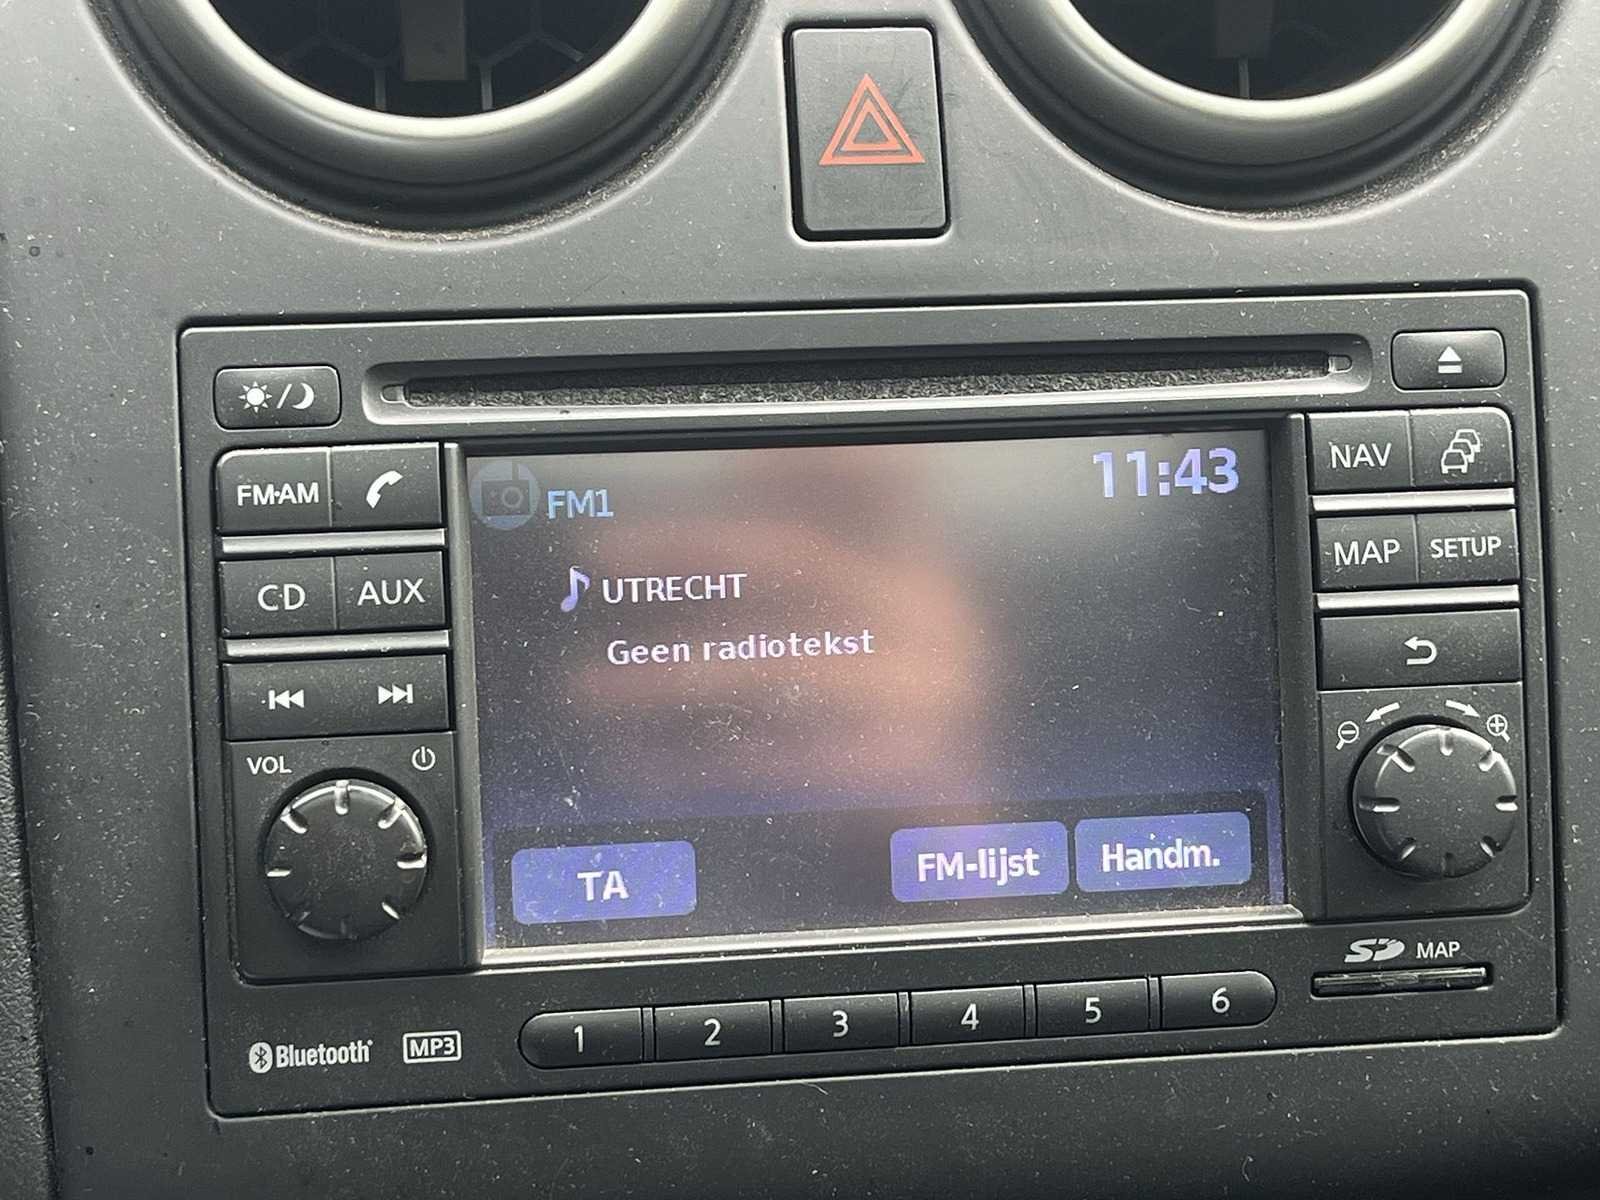 FM·AM
CD
AUX
VOL
FM1
11:43
UTRECHT
Geen radiotekst
TA
FM-lijst
Handm.
NAV
MAP
SETUP
SD MAP
Bluetooth
MP3
1
2
3
4
5
6